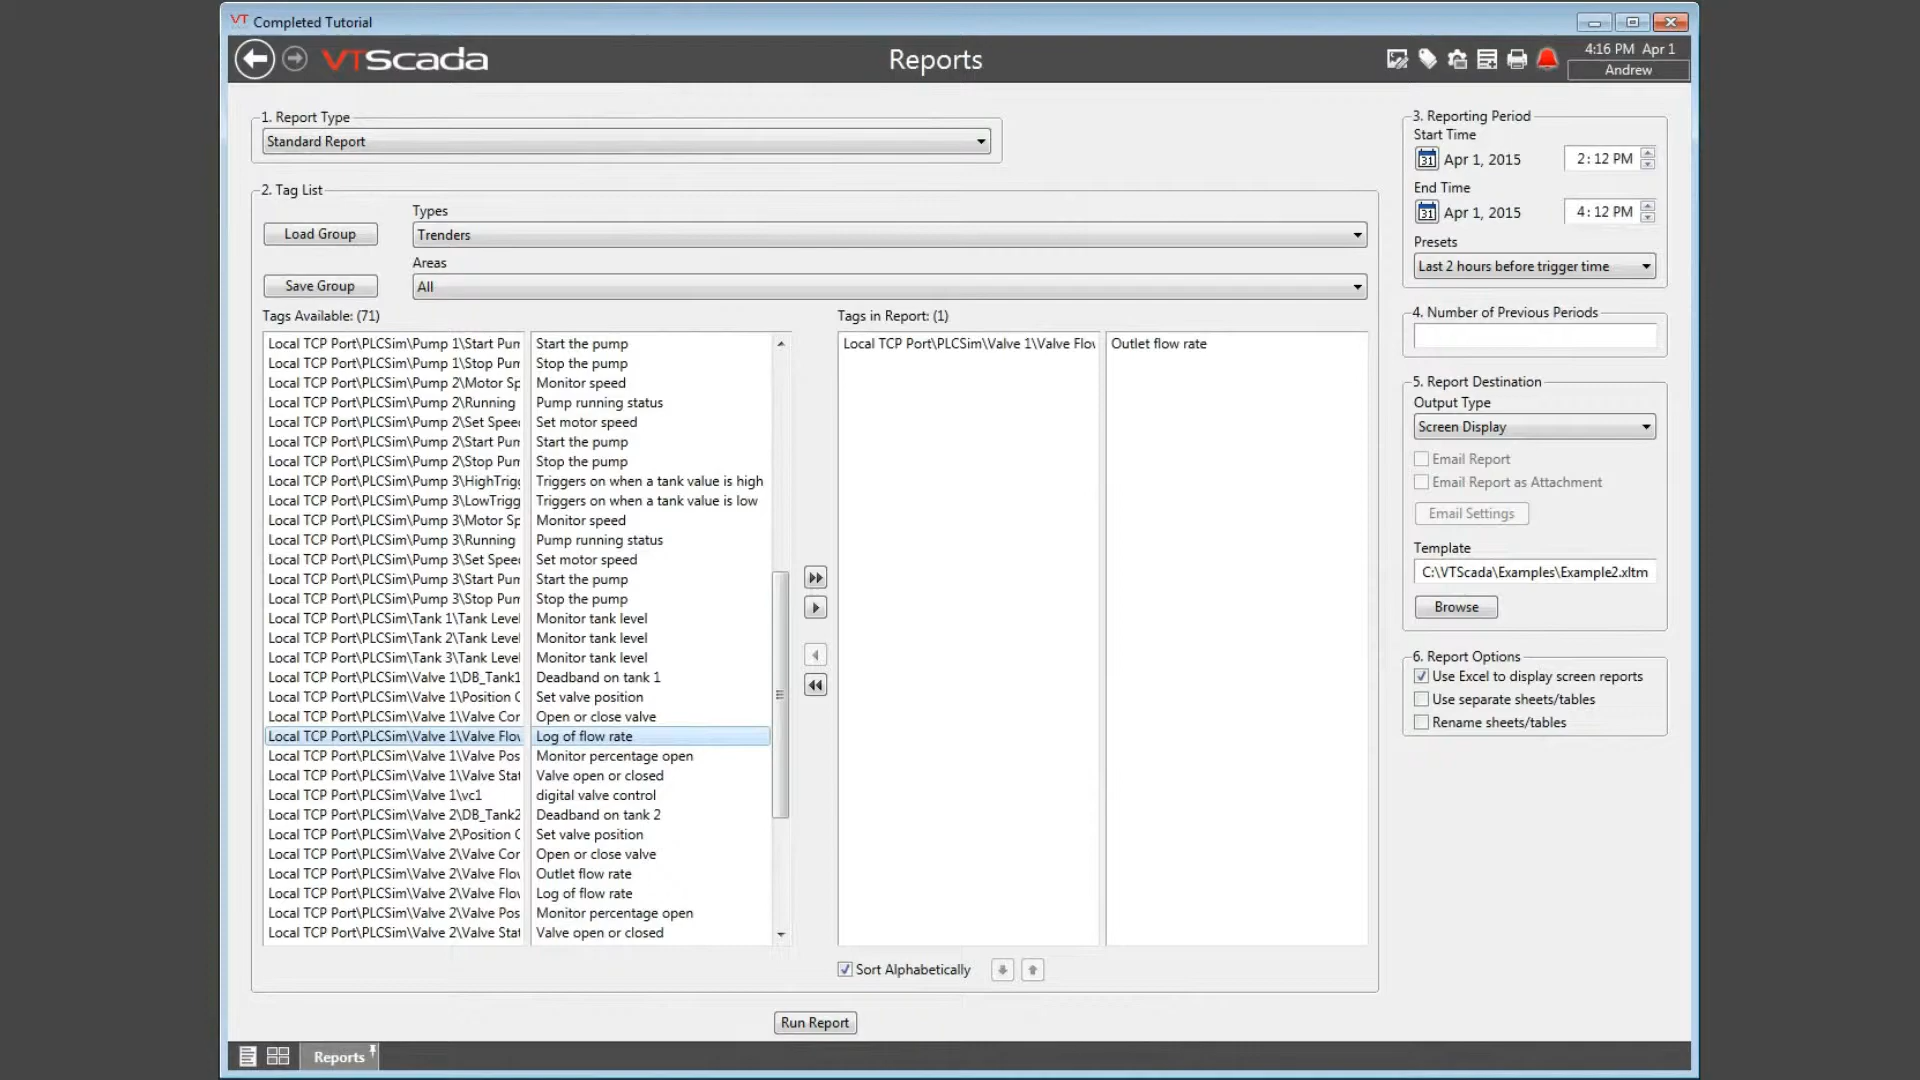 VT Completed Tutorial
VTScada
Reports
4:16 PM Apr 1
Andrew
1. Report Type
Standard Report
2. Tag List
Types
Load Group
Trenders
Areas
Save Group
All
Tags Available: (71)
Local TCP Port\PLCSim\Pump 1\Start Pum Start the pump
Local TCP Port\PLCSim\Pump 1\Stop Pum Stop the pump
Local TCP Port\PLCSim\Pump 2\Motor Sp Monitor speed
Local TCP Port\PLCSim\Pump 2\Running Pump running status
Local TCP Port\PLCSim\Pump 2\Set Speed Set motor speed
Local TCP Port\PLCSim\Pump 2\Start Pum Start the pump
Local TCP Port\PLCSim\Pump 2\Stop Pum Stop the pump
Local TCP Port\PLCSim\Pump 3\HighTrigg Triggers on when a tank value is high
Local TCP Port\PLCSim\Pump 3\LowTrigg Triggers on when a tank value is low
Local TCP Port\PLCSim\Pump 3\Motor Sp Monitor speed
Local TCP Port\PLCSim\Pump 3\Running Pump running status
Local TCP Port\PLCSim\Pump 3\Set Speed Set motor speed
Local TCP Port\PLCSim\Pump 3\Start Pum Start the pump
Local TCP Port\PLCSim\Pump 3\Stop Pum Stop the pump
Local TCP Port\PLCSim\Tank 1\Tank Level Monitor tank level
Local TCP Port\PLCSim\Tank 2\Tank Level Monitor tank level
Local TCP Port\PLCSim\Tank 3\Tank Level Monitor tank level
Local TCP Port\PLCSim\Valve 1\DB_Tank1 Deadband on tank 1
Local TCP Port\PLCSim\Valve 1\Position C Set valve position
Local TCP Port\PLCSim\Valve 1\Valve Con Open or close valve
Local TCP Port\PLCSim\Valve 1\Valve Flow Log of flow rate
Local TCP Port\PLCSim\Valve 1\Valve Pos Monitor percentage open
Local TCP Port\PLCSim\Valve 1\Valve Stat Valve open or closed
Local TCP Port\PLCSim\Valve 1\vc1 digital valve control
Local TCP Port\PLCSim\Valve 2\DB_Tank2 Deadband on tank 2
Local TCP Port\PLCSim\Valve 2\Position C Set valve position
Local TCP Port\PLCSim\Valve 2\Valve Con Open or close valve
Local TCP Port\PLCSim\Valve 2\Valve Flow Outlet flow rate
Local TCP Port\PLCSim\Valve 2\Valve Flow Log of flow rate
Local TCP Port\PLCSim\Valve 2\Valve Pos Monitor percentage open
Local TCP Port\PLCSim\Valve 2\Valve Stat Valve open or closed
Tags in Report: (1)
Local TCP Port\PLCSim\Valve 1\Valve Flow Outlet flow rate
Sort Alphabetically
Run Report
3. Reporting Period
Start Time
31 Apr 1, 2015 2:12 PM
End Time
31 Apr 1, 2015 4:12 PM
Presets
Last 2 hours before trigger time
4. Number of Previous Periods
5. Report Destination
Output Type
Screen Display
Email Report
Email Report as Attachment
Email Settings
Template
C:\VTScada\Examples\Example2.xltm
Browse
6. Report Options
Use Excel to display screen reports
Use separate sheets/tables
Rename sheets/tables
Reports